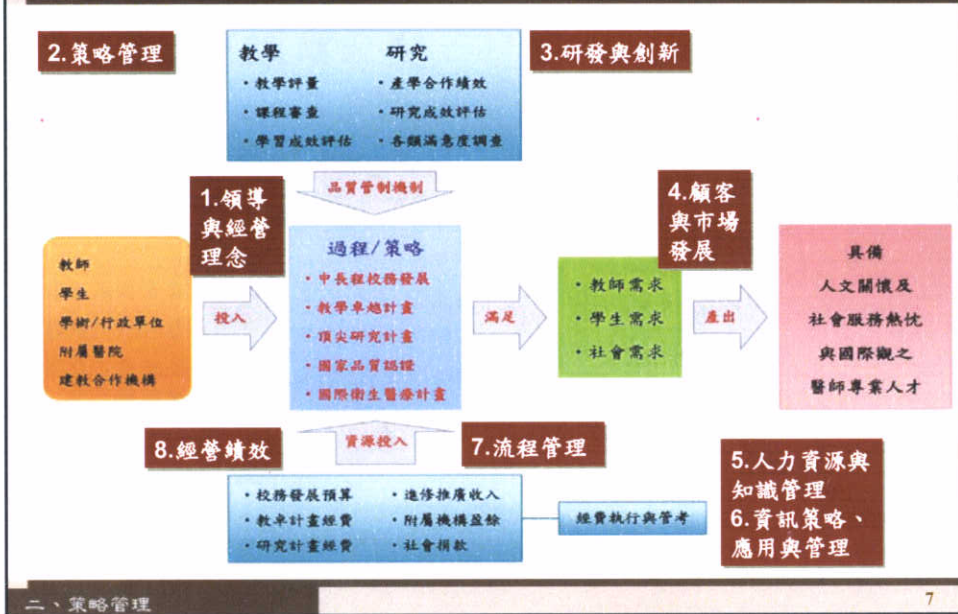 2.策略管理
教學
・教學評量
・課程審查
・學習成效評估
研究
・產學合作績效
・研究成效評估
・各類滿意度調查
3.研發與創新
品質管制機制
1.領導
與經營
理念
4.顧客
與市場
發展
教師
學生
學術/行政單位
附屬醫院
建教合作機構
投入
過程/策略
・中長程校務發展
・教學卓越計畫
・頂尖研究計畫
・國家品質認證
・國際衛生醫療計畫
滿足
・教師需求
・學生需求
・社會需求
產出
具備
人文關懷及
社會服務熱忱
與國際觀之
醫師專業人才
8.經營績效
資源投入
7.流程管理
・校務發展預算
・教卓計畫經費
・研究計畫經費
・進修推廣收入
・附屬機構盈餘
・社會捐款
經費執行與管考
5.人力資源與
知識管理
6.資訊策略、
應用與管理
二、策略管理
7